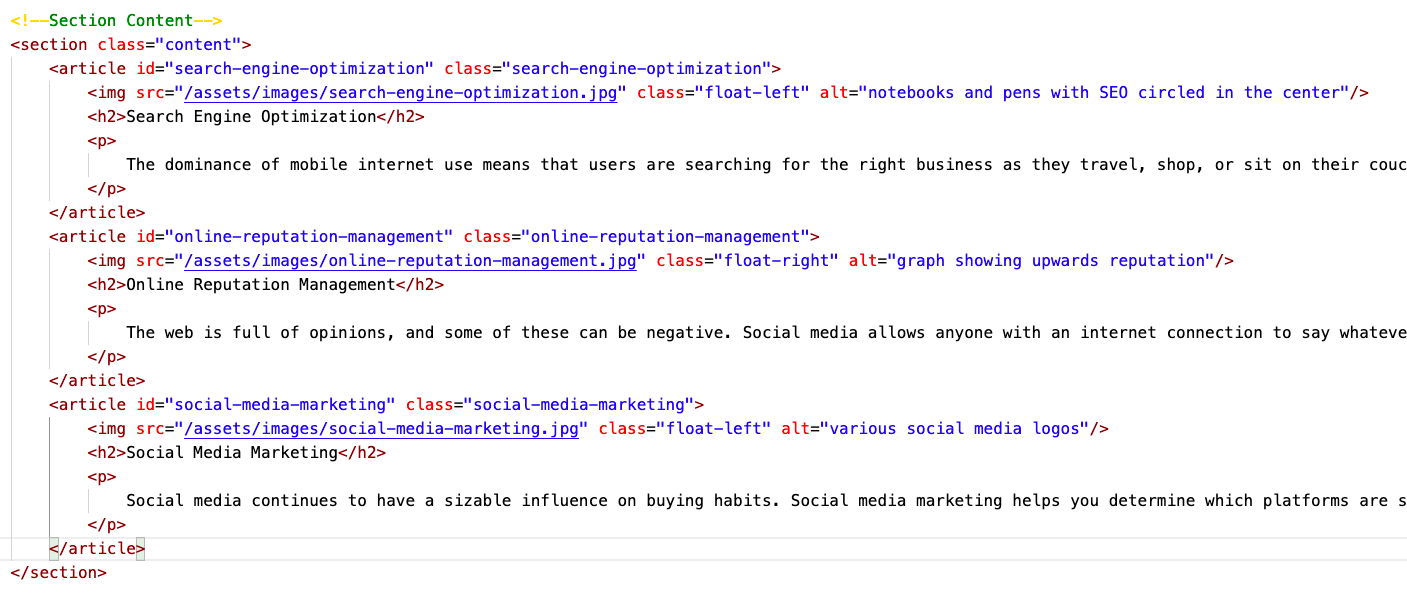 <!--Section Content-->
<section class="content">
<article id="search-engine-optimization" class="search-engine-optimization">
<img src="/assets/images/search-engine-optimization.jpg" class="float-left" alt="notebooks and pens with SEO circled in the center"/>
<h2>Search Engine Optimization</h2>
<p>
The dominance of mobile internet use means that users are searching for the right business as they travel, shop, or sit on their couc
</p>
</article>
<article id="online-reputation-management" class="online-reputation-management">
<img src="/assets/images/online-reputation-management.jpg" class="float-right" alt="graph showing upwards reputation"/>
<h2>Online Reputation Management</h2>
<p>
The web is full of opinions, and some of these can be negative. Social media allows anyone with an internet connection to say whateve
</p>
</article>
<article id="social-media-marketing" class="social-media-marketing">
<img src="/assets/images/social-media-marketing.jpg" class="float-left" alt="various social media logos"/>
<h2>Social Media Marketing</h2>
<p>
Social media continues to have a sizable influence on buying habits. Social media marketing helps you determine which platforms are s
</p>
</article>
</section>